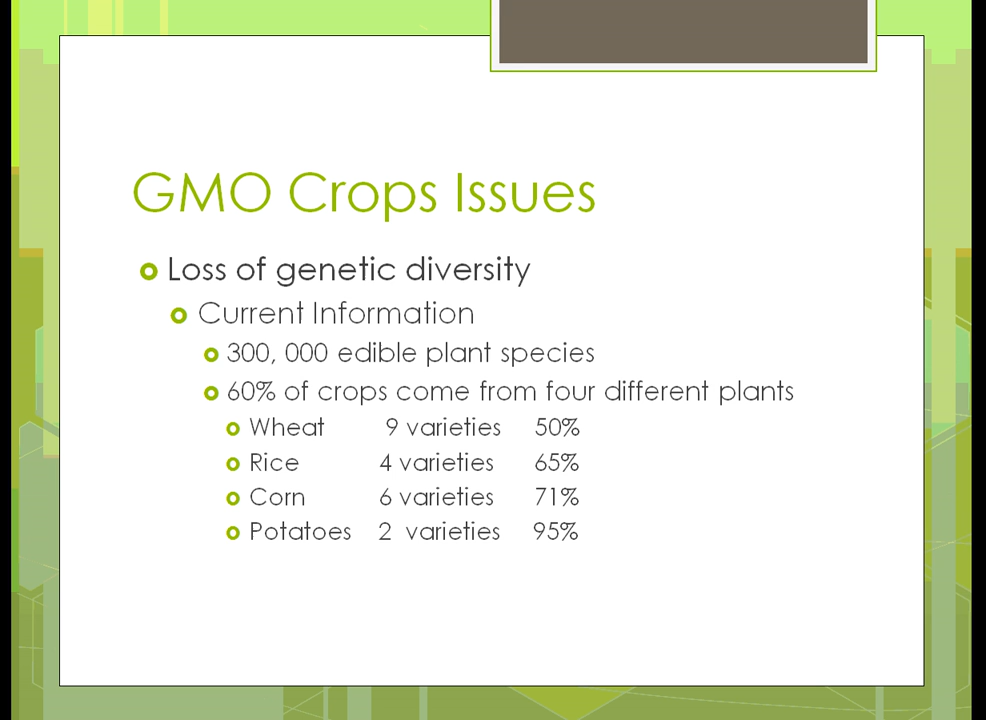 GMO Crops Issues
Loss of genetic diversity
Current Information
300, 000 edible plant species
60% of crops come from four different plants
Wheat 9 varieties 50%
Rice 4 varieties 65%
Corn 6 varieties 71%
Potatoes 2 varieties 95%